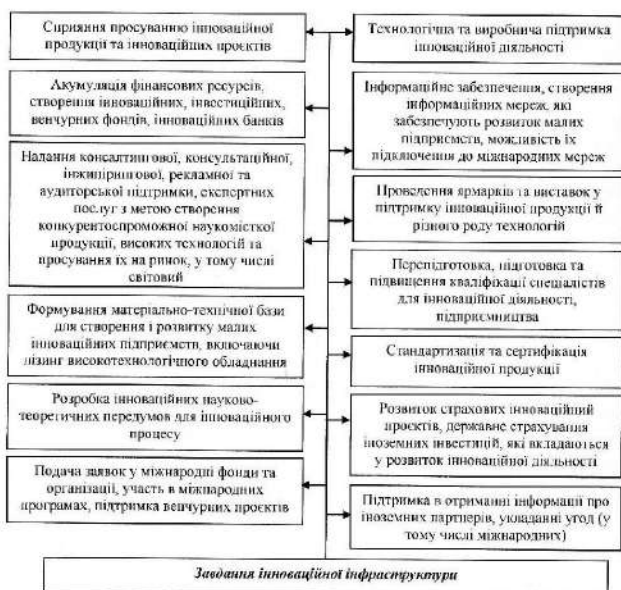 Сприяння просуванню інноваційної
продукції та інноваційних проєктів
Акумуляція фінансових ресурсів,
створення інноваційних, інвестиційних,
венчурних фондів, інноваційних банків
Надання консалтингової, консультаційної,
інжинірингової, рекламної та
аудиторської підтримки, експертних
послуг з метою створення
конкурентоспроможної наукомісткої
продукції, високих технологій та
просування їх на ринок, у тому числі
світовий
Формування матеріально-технічної бази
для створення і розвитку малих
інноваційних підприємств, включаючи
лізинг високотехнологічного обладнання
Розробка інноваційних науково-
теоретичних передумов для інноваційного
процесу
Подача заявок у міжнародні фонди та
організації, участь в міжнародних
програмах, підтримка венчурних проєктів
Технологічна та виробнича підтримка
інноваційної діяльності
Інформаційне забезпечення, створення
інформаційних мереж, які
забезпечують розвиток малих
підприємств, можливість їх
підключення до міжнародних мереж
Проведення ярмарків та виставок у
підтримку інноваційної продукції й
різного роду технологій
Перепідготовка, підготовка та
підвищення кваліфікації спеціалістів
для інноваційної діяльності,
підприємництва
Стандартизація та сертифікація
інноваційної продукції
Розвиток страхових інноваційний
проєктів, державне страхування
іноземних інвестицій, які вкладаються
у розвиток інноваційної діяльності
Підтримка в отриманні інформації про
іноземних партнерів, укладанні угод (у
тому числі міжнародних)
Завдання інноваційної інфраструктури